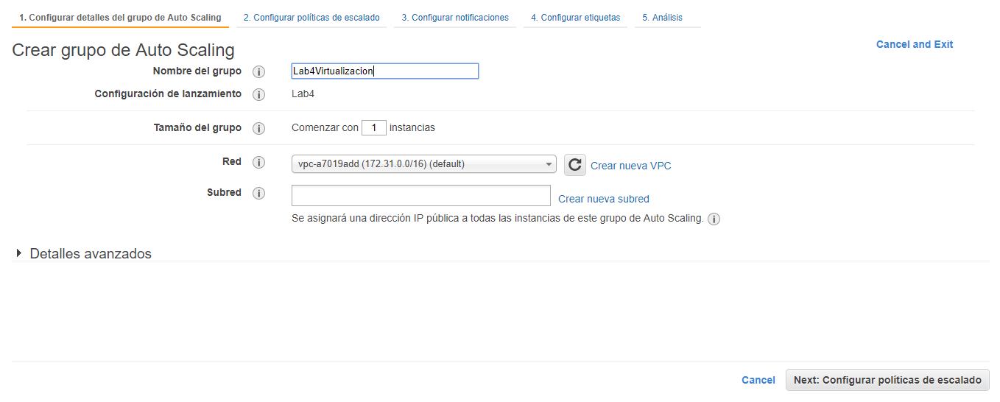 1. Configurar detalles del grupo de Auto Scaling 2. Configurar políticas de escalado 3. Configurar notificaciones 4. Configurar etiquetas 5. Análisis
Cancel and Exit
Crear grupo de Auto Scaling
Nombre del grupo i Lab4Virtualizacion
Configuración de lanzamiento i Lab4
Tamaño del grupo i Comenzar con 1 instancias
Red i vpc-a7019add (172.31.0.0/16) (default) Crear nueva VPC
Subred i Crear nueva subred
Se asignará una dirección IP pública a todas las instancias de este grupo de Auto Scaling. i
Detalles avanzados
Cancel Next: Configurar políticas de escalado